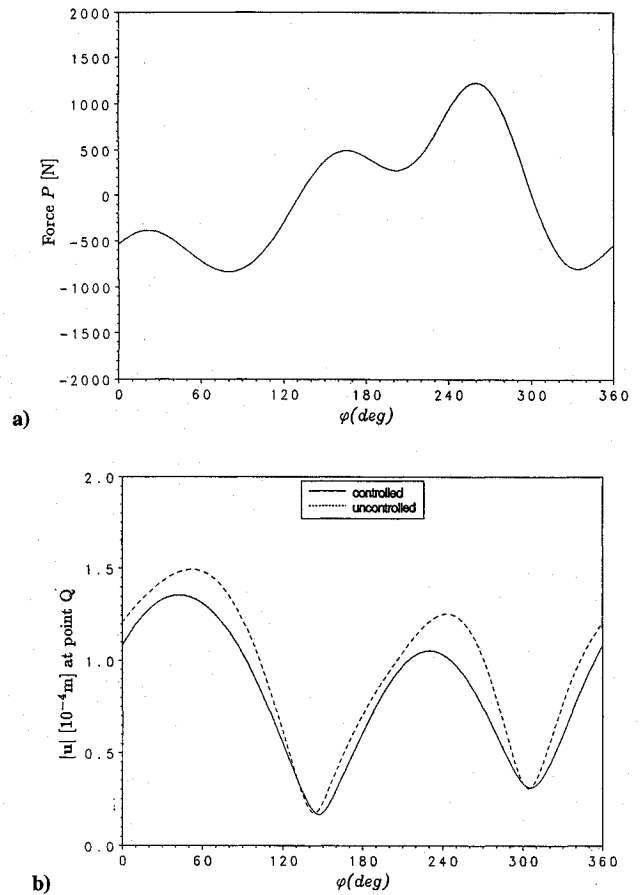 2000
1500
1000
500
0
−500
−1000
−1500
−2000
Force P [N]
0 60 120 180 240 300 360
φ(deg)
a)
2.0
1.5
1.0
0.5
0.0
|u| [10⁻⁴m] at point Q
controlled
uncontrolled
0 60 120 180 240 300 360
φ(deg)
b)